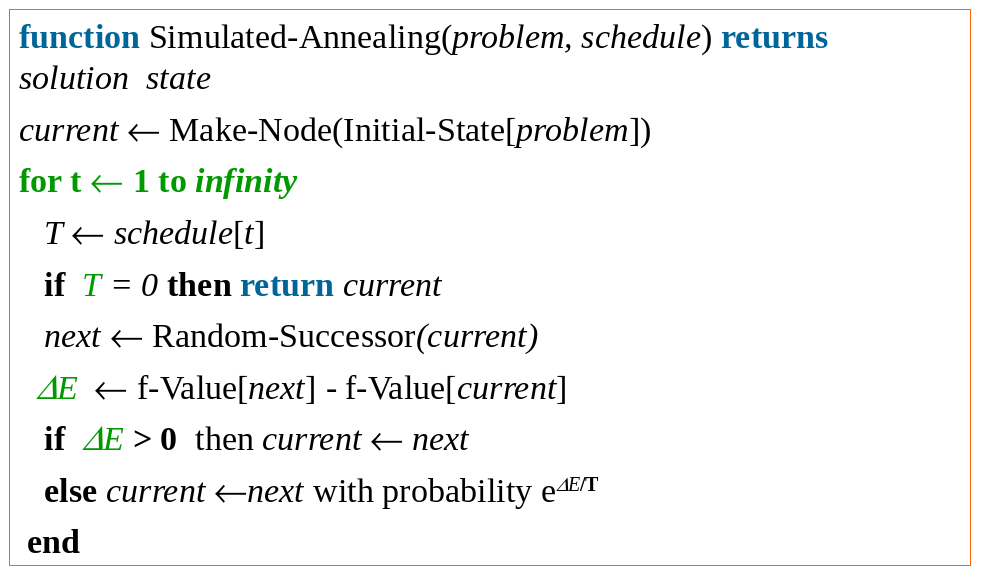 function Simulated-Annealing(problem, schedule) returns
solution state
current ← Make-Node(Initial-State[problem])
for t ← 1 to infinity
T ← schedule[t]
if T = 0 then return current
next ← Random-Successor(current)
ΔE ← f-Value[next] - f-Value[current]
if ΔE > 0 then current ← next
else current ←next with probability e^ΔE/T
end